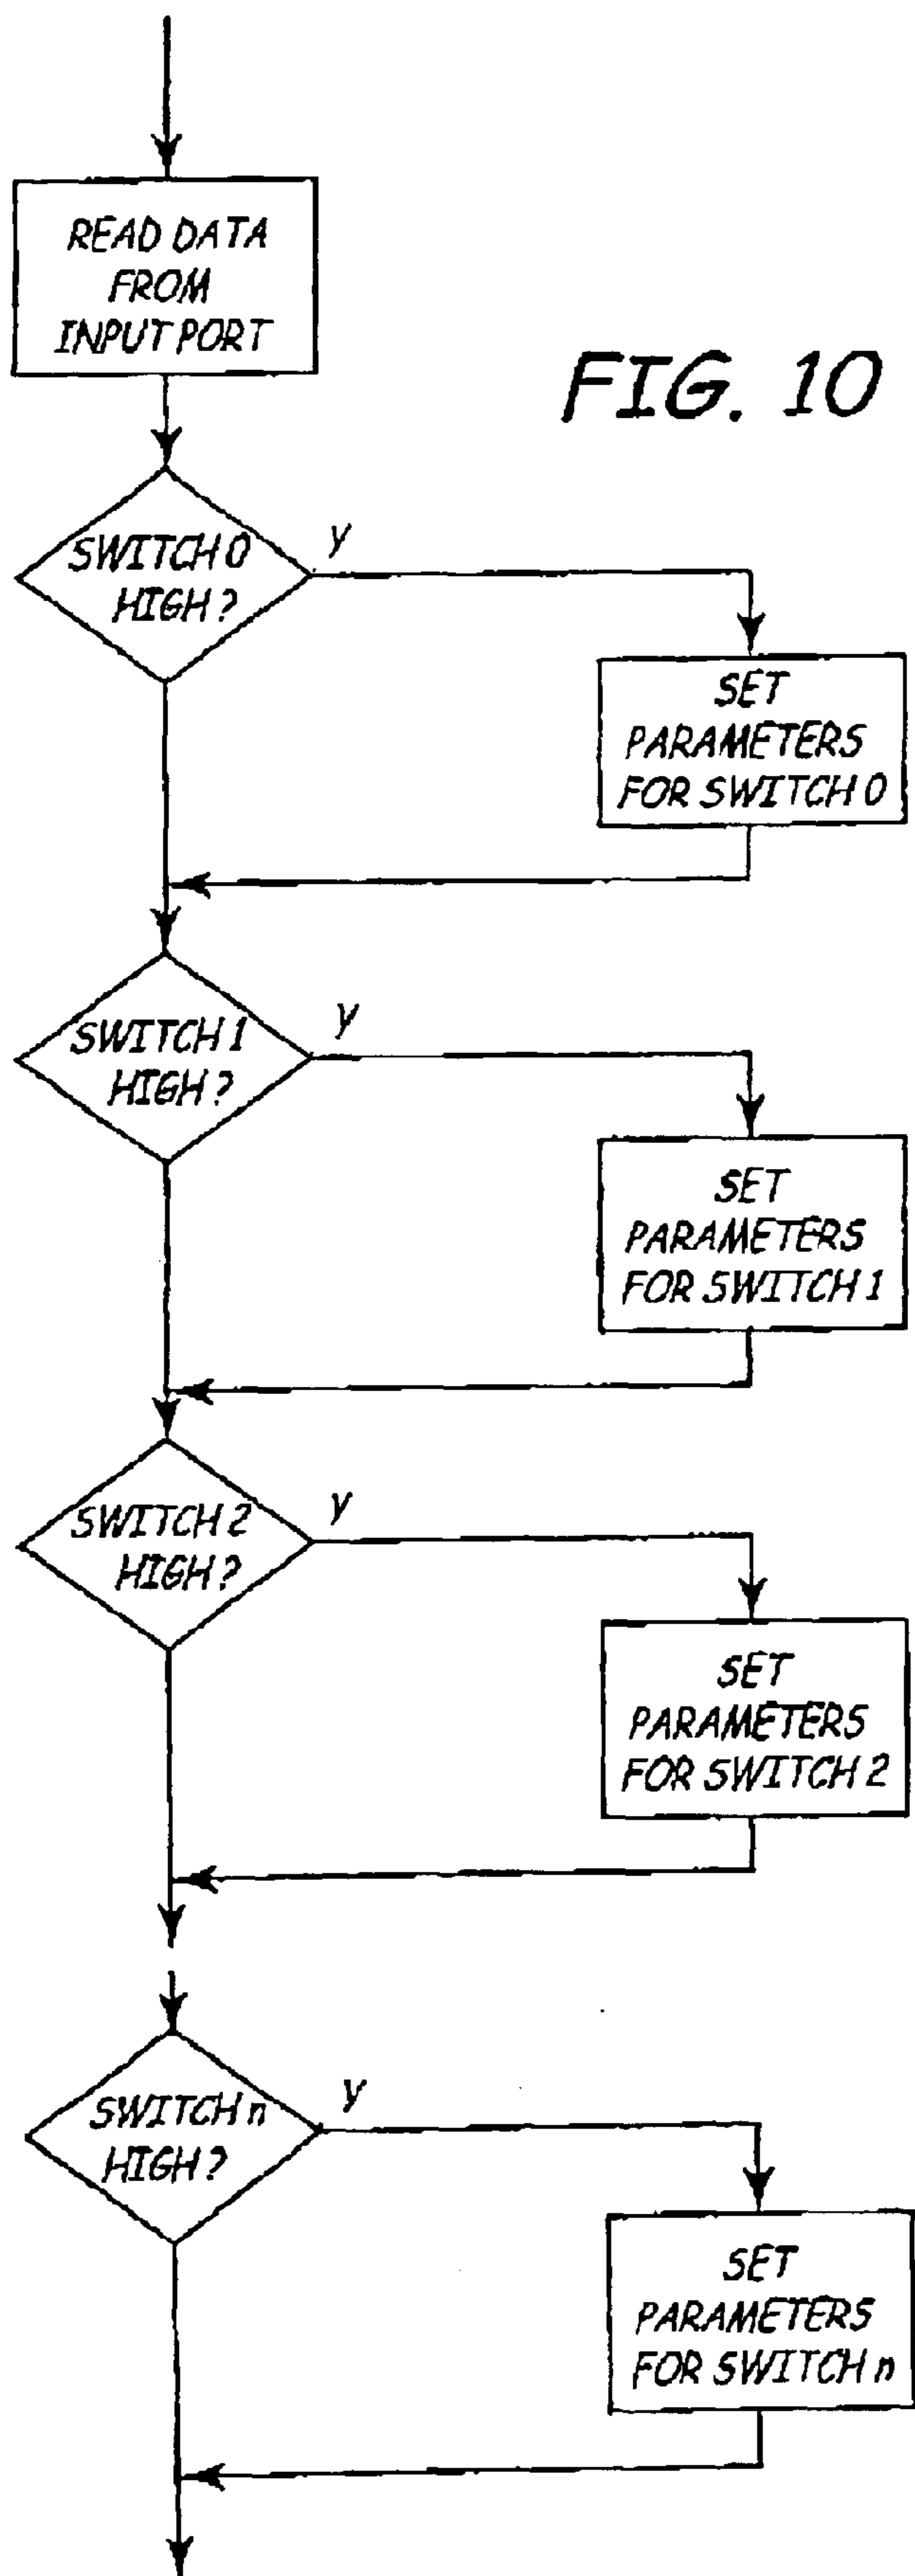 READ DATA
FROM
INPUT PORT
FIG. 10
SWITCH 0
HIGH?
y
SET
PARAMETERS
FOR SWITCH 0
SWITCH 1
HIGH?
y
SET
PARAMETERS
FOR SWITCH 1
SWITCH 2
HIGH?
y
SET
PARAMETERS
FOR SWITCH 2
SWITCH n
HIGH?
y
SET
PARAMETERS
FOR SWITCH n